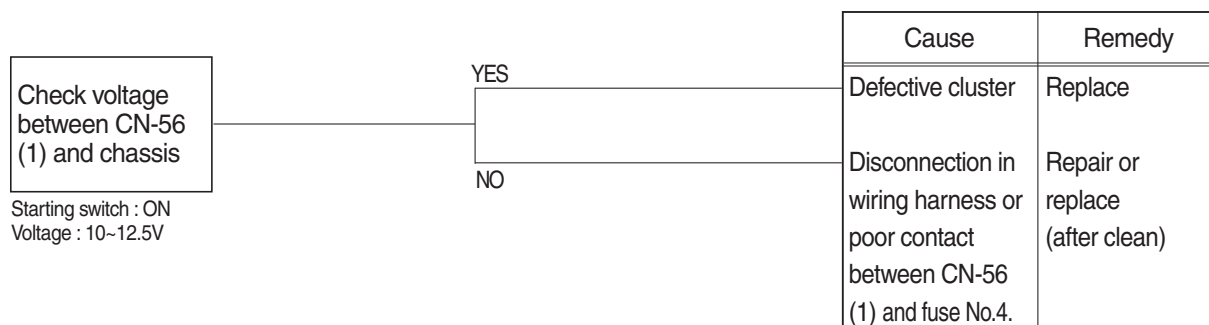 Check voltage
between CN-56
(1) and chassis
Starting switch : ON
Voltage : 10~12.5V
YES
NO
Cause
Remedy
Defective cluster
Replace
Disconnection in
wiring harness or
poor contact
between CN-56
(1) and fuse No.4.
Repair or
replace
(after clean)